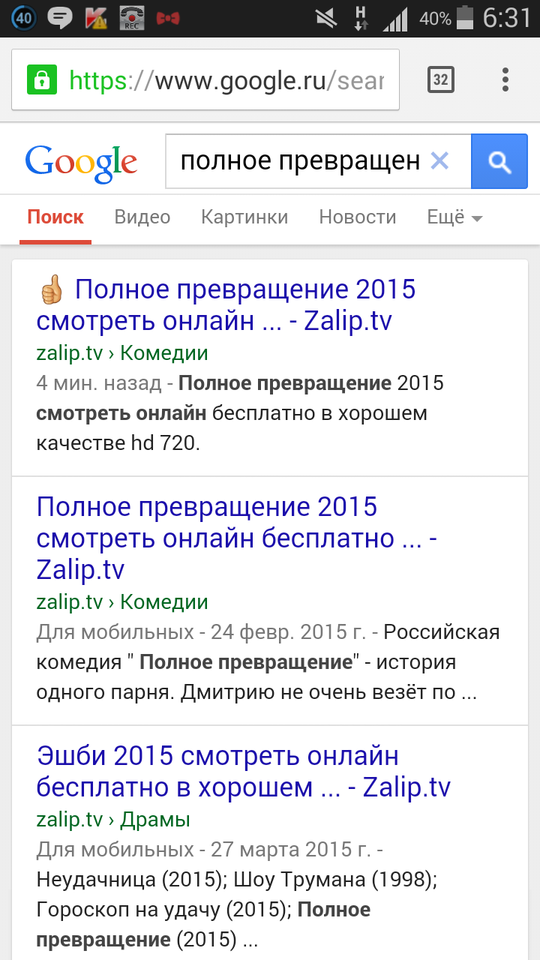 40
REC
H
40%
6:31
https://www.google.ru/sear
32
Google
полное превращен
Поиск Видео Картинки Новости Ещё
Полное превращение 2015
смотреть онлайн ... - Zalip.tv
zalip.tv › Комедии
4 мин. назад - Полное превращение 2015
смотреть онлайн бесплатно в хорошем
качестве hd 720.
Полное превращение 2015
смотреть онлайн бесплатно ... -
Zalip.tv
zalip.tv › Комедии
Для мобильных - 24 февр. 2015 г. - Российская
комедия " Полное превращение" - история
одного парня. Дмитрию не очень везёт по ...
Эшби 2015 смотреть онлайн
бесплатно в хорошем ... - Zalip.tv
zalip.tv › Драмы
Для мобильных - 27 марта 2015 г. -
Неудачница (2015); Шоу Трумана (1998);
Гороскоп на удачу (2015); Полное
превращение (2015) ...